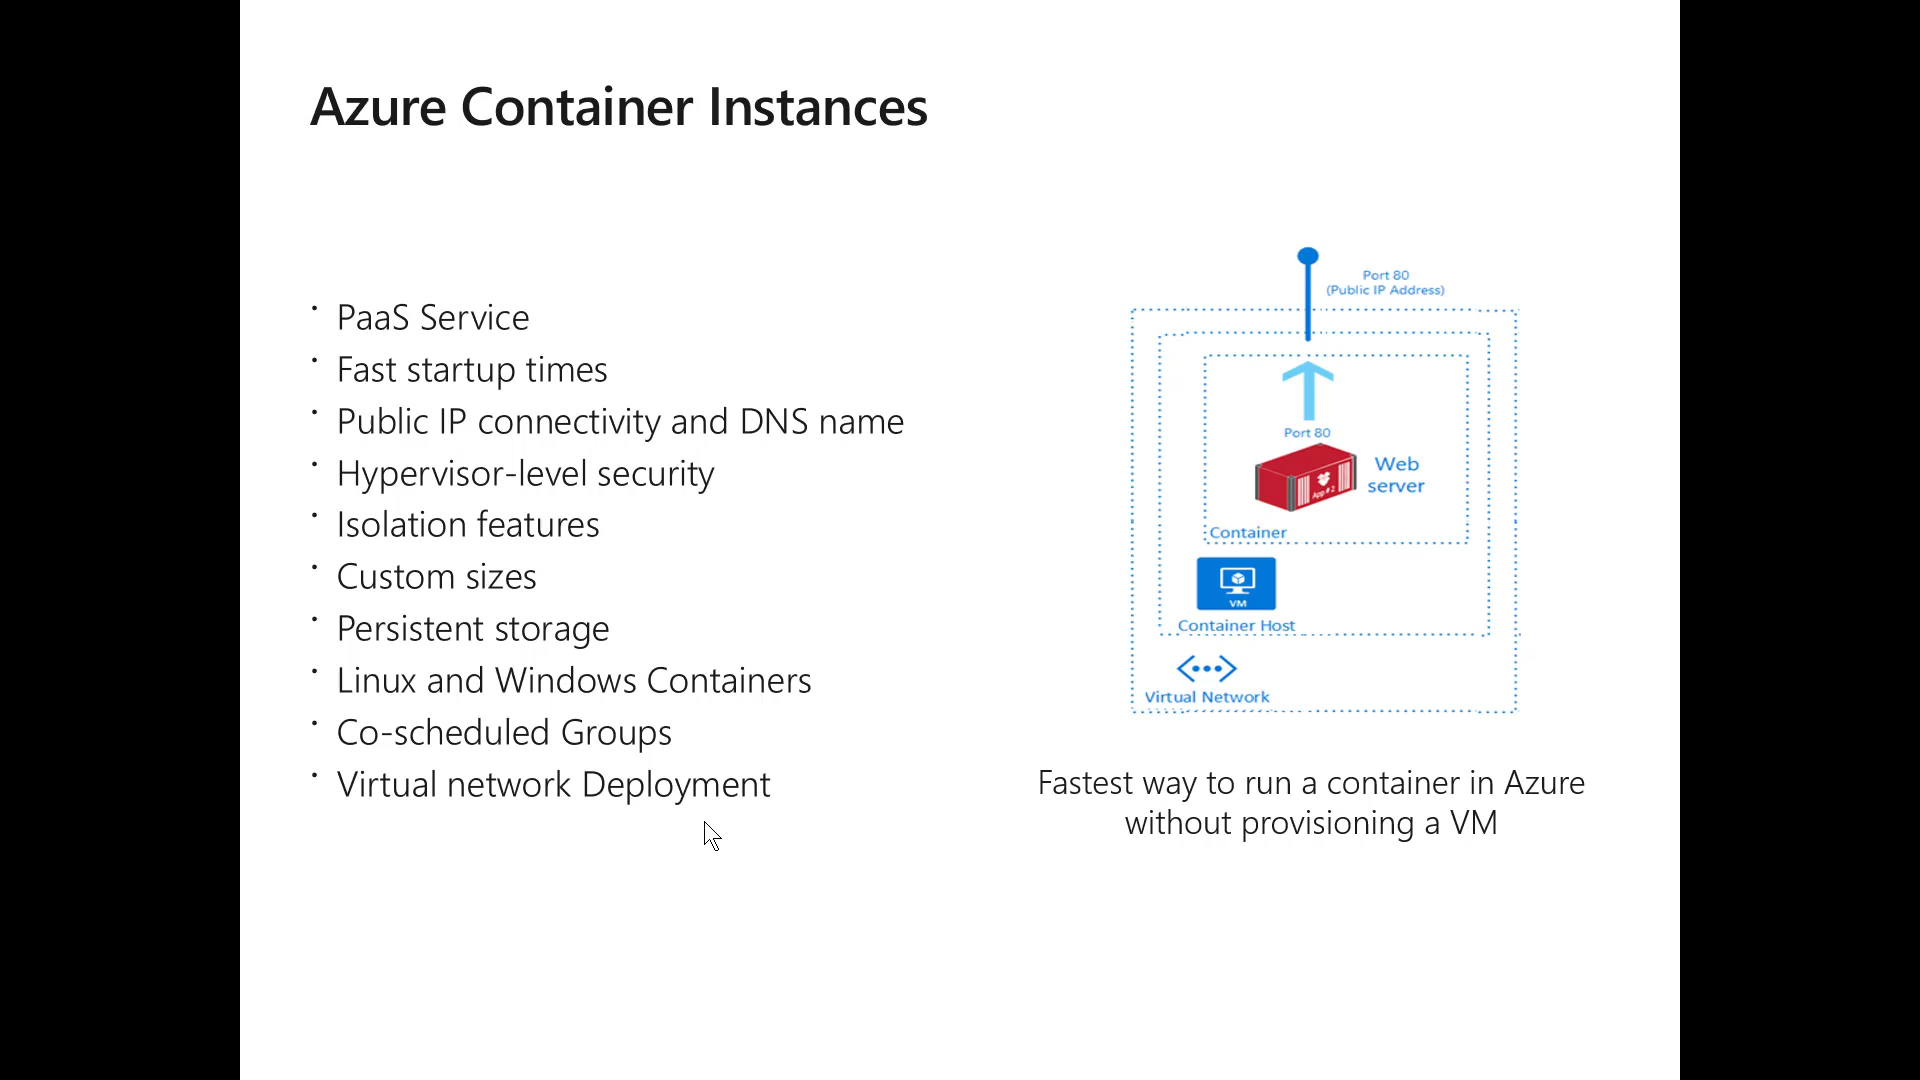 Azure Container Instances
PaaS Service
Fast startup times
Public IP connectivity and DNS name
Hypervisor-level security
Isolation features
Custom sizes
Persistent storage
Linux and Windows Containers
Co-scheduled Groups
Virtual network Deployment
Port 80
(Public IP Address)
Port 80
Web
server
App # 2
Container
VM
Container Host
Virtual Network
Fastest way to run a container in Azure
without provisioning a VM